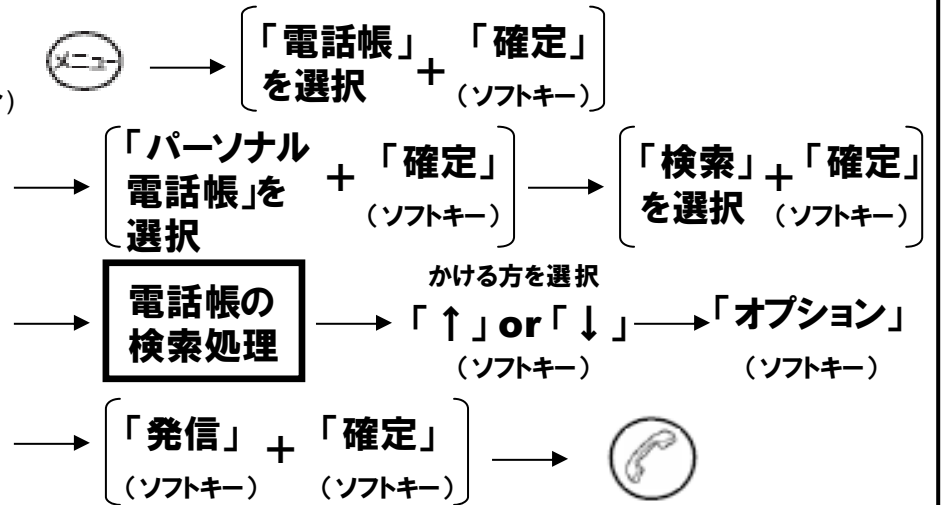 メニュー → 「電話帳」を選択 + 「確定」（ソフトキー）
→ 「パーソナル電話帳」を選択 + 「確定」（ソフトキー） → 「検索」を選択 + 「確定」（ソフトキー）
→ 電話帳の検索処理 → かける方を選択 「↑」or「↓」（ソフトキー） → 「オプション」（ソフトキー）
→ 「発信」（ソフトキー） + 「確定」（ソフトキー） →